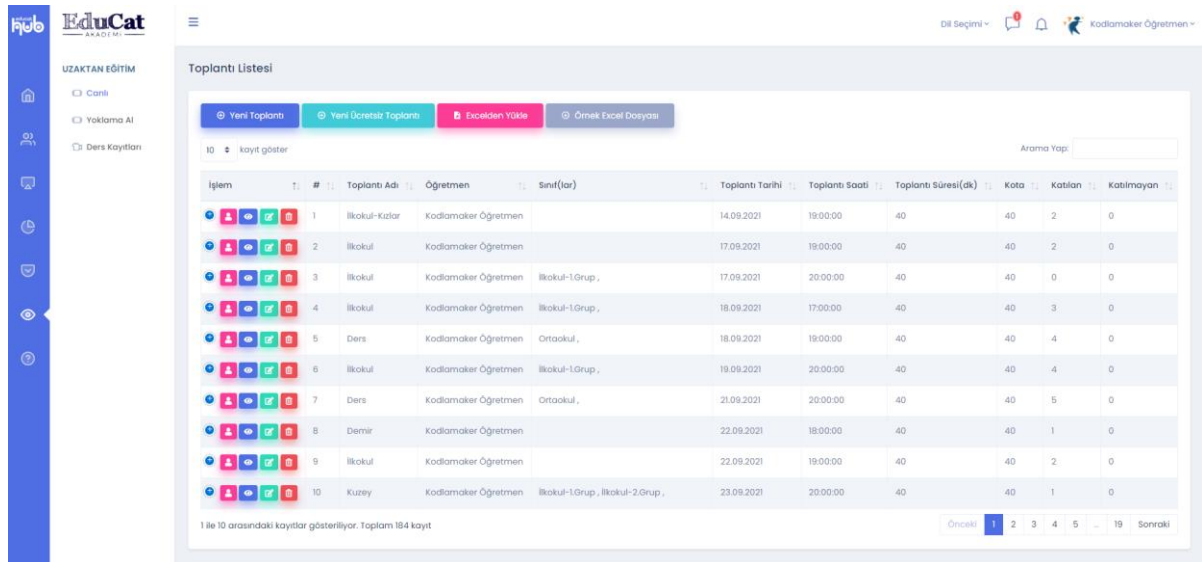 hub
EduCat
AKADEMİ
Dil Seçimi
Kodlamaker Öğretmen
UZAKTAN EĞİTİM
Canlı
Yoklama Al
Ders Kayıtları
Toplantı Listesi
Yeni Toplantı Yeni Ücretsiz Toplantı Excelden Yükle Örnek Excel Dosyası
10 kayıt göster Arama Yap:
İşlem # Toplantı Adı Öğretmen Sınıf(lar) Toplantı Tarihi Toplantı Saati Toplantı Süresi(dk) Kota Katılan Katılmayan
1 İlkokul-Kızlar Kodlamaker Öğretmen 14.09.2021 19:00:00 40 40 2 0
2 İlkokul Kodlamaker Öğretmen 17.09.2021 19:00:00 40 40 2 0
3 İlkokul Kodlamaker Öğretmen İlkokul-1.Grup , 17.09.2021 20:00:00 40 40 0 0
4 İlkokul Kodlamaker Öğretmen İlkokul-1.Grup , 18.09.2021 17:00:00 40 40 3 0
5 Ders Kodlamaker Öğretmen Ortaokul , 18.09.2021 19:00:00 40 40 4 0
6 İlkokul Kodlamaker Öğretmen İlkokul-1.Grup , 19.09.2021 20:00:00 40 40 4 0
7 Ders Kodlamaker Öğretmen Ortaokul , 21.09.2021 20:00:00 40 40 5 0
8 Demir Kodlamaker Öğretmen 22.09.2021 18:00:00 40 40 1 0
9 İlkokul Kodlamaker Öğretmen 22.09.2021 19:00:00 40 40 2 0
10 Kuzey Kodlamaker Öğretmen İlkokul-1.Grup , İlkokul-2.Grup , 23.09.2021 20:00:00 40 40 1 0
1 ile 10 arasındaki kayıtlar gösteriliyor. Toplam 184 kayıt Önceki 1 2 3 4 5 … 19 Sonraki